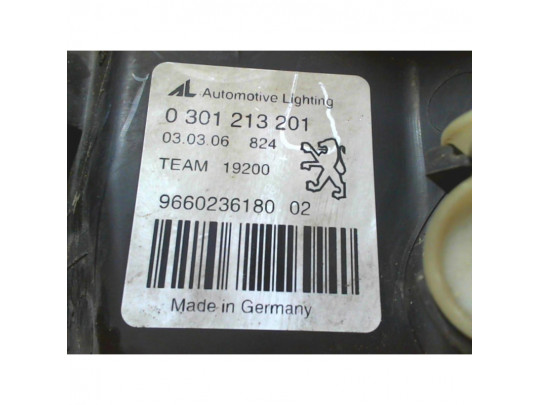 AL Automotive Lighting
0 301 213 201
03.03.06 824
TEAM 19200
9660236180 02
Made in Germany